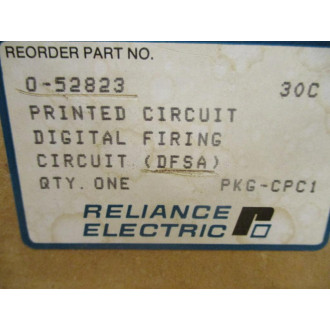 REORDER PART NO.
0-52823 30C
PRINTED CIRCUIT
DIGITAL FIRING
CIRCUIT (DFSA)
QTY. ONE PKG-CPC1
RELIANCE
ELECTRIC